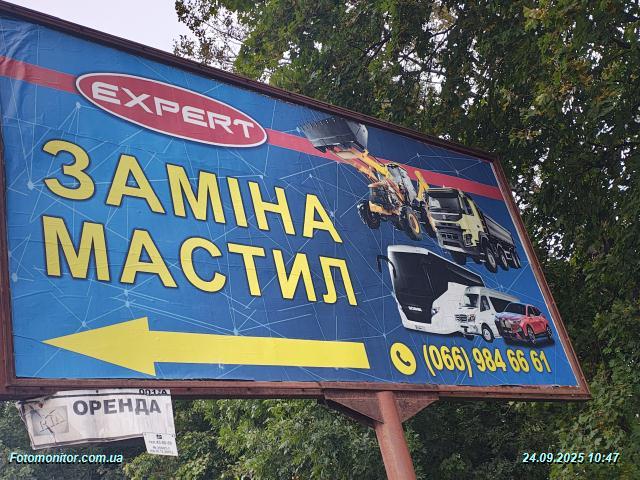 EXPERT
ЗАМІНА
МАСТИЛ
(066) 984 66 61
ОРЕНДА
Fotomonitor.com.ua
24.09.2025 10:47